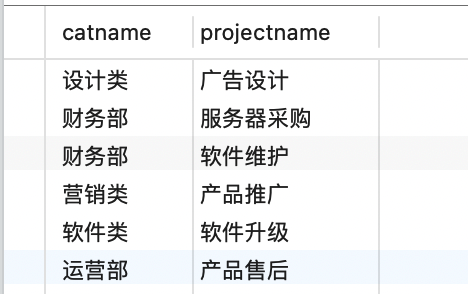 catname projectname
设计类 广告设计
财务部 服务器采购
财务部 软件维护
营销类 产品推广
软件类 软件升级
运营部 产品售后